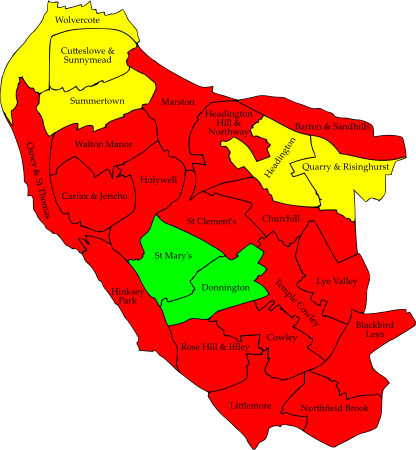 Wolvercote
Cutteslowe &
Sunnymead
Summertown
Marston
Headington
Hill &
Northway
Barton & Sandhills
Headington
Quarry & Risinghurst
Walton Manor
Osney & St Thomas
Holywell
Carfax & Jericho
St Clement's
Churchill
St Mary's
Donnington
Hinksey
Park
Temple Cowley
Lye Valley
Blackbird
Leys
Rose Hill & Iffley
Cowley
Littlemore
Northfield Brook